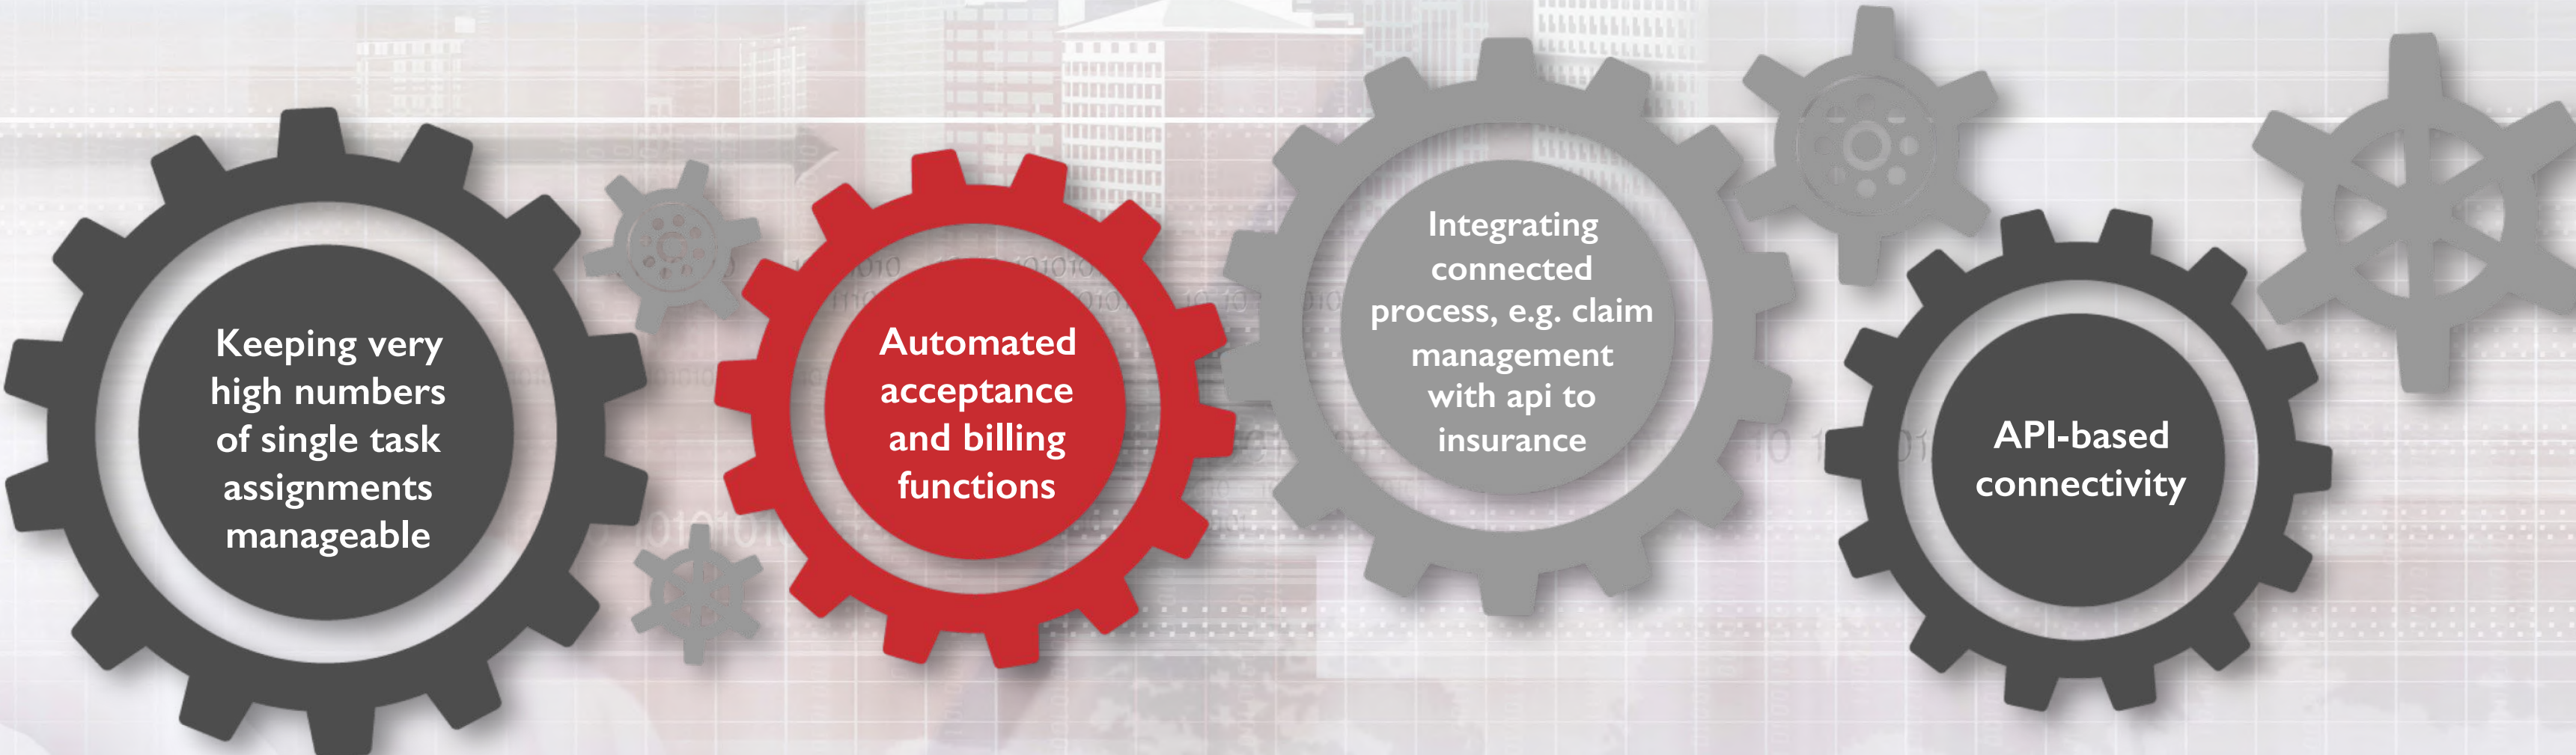 Keeping very
high numbers
of single task
assignments
manageable
Automated
acceptance
and billing
functions
Integrating
connected
process, e.g. claim
management
with api to
insurance
API-based
connectivity